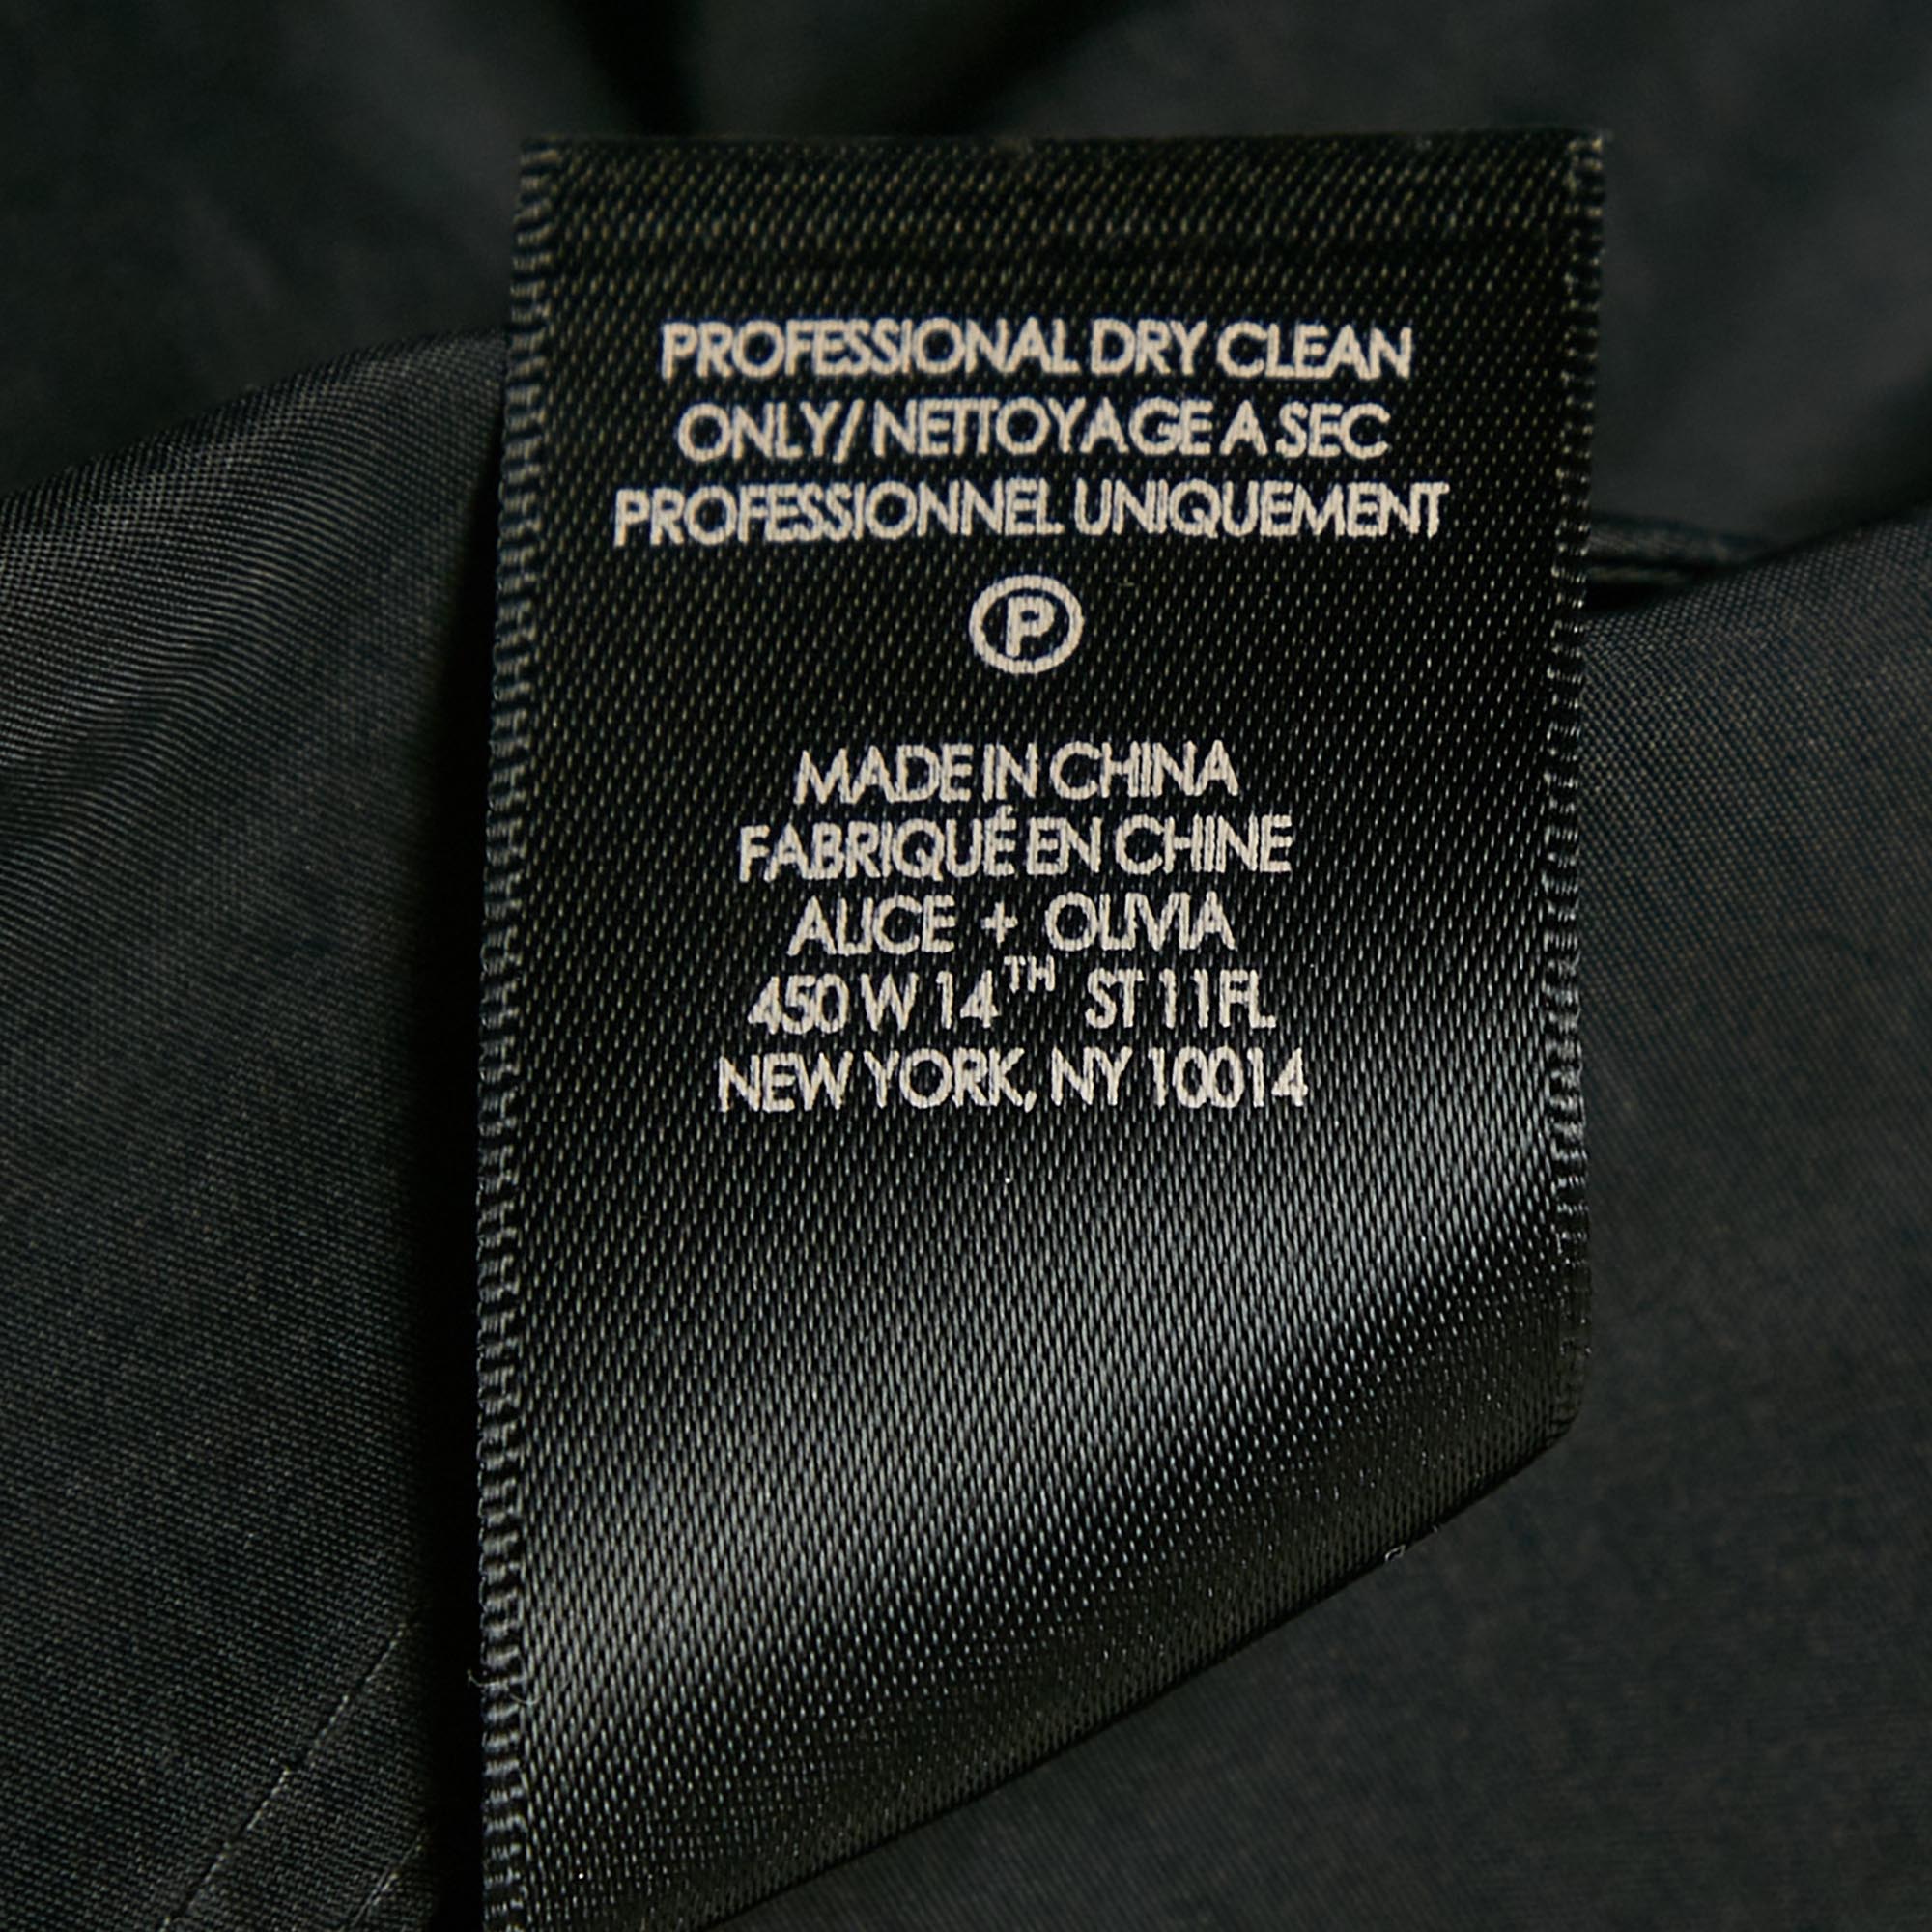 PROFESSIONAL DRY CLEAN
ONLY/ NETTOYAGE A SEC
PROFESSIONNEL UNIQUEMENT
P
MADE IN CHINA
FABRIQUÉ EN CHINE
ALICE + OLIVIA
450 W 14TH ST 11FL
NEW YORK, NY 10014